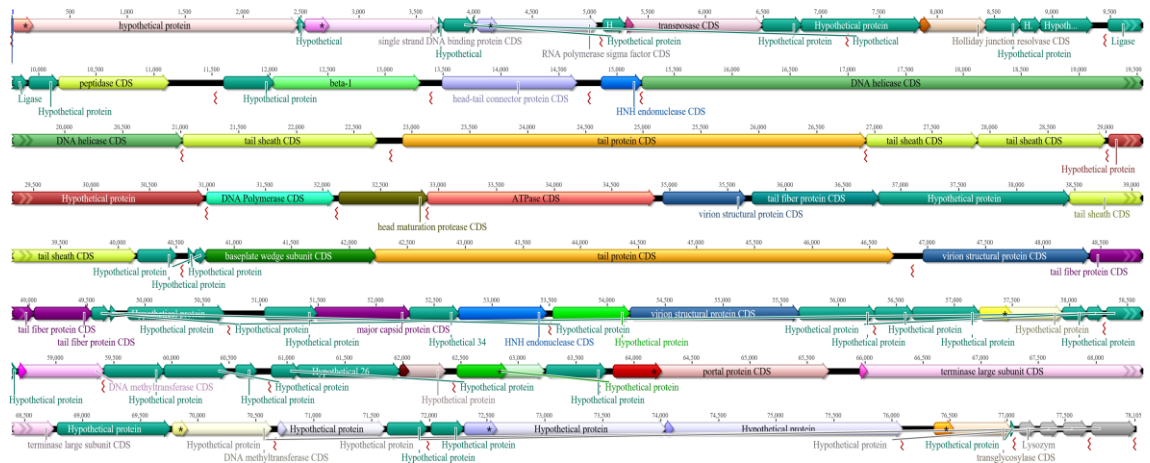 1 500 1,000 1,500 2,000 2,500 3,000 3,500 4,000 4,500 5,000 5,500 6,000 6,500 7,000 7,500 8,000 8,500 9,000 9,500
* hypothetical protein * * H. transposase CDS Hypothetical protein H. Hypoth...
Hypothetical single strand DNA binding protein CDS Hypothetical protein Hypothetical protein Hypothetical Holliday junction resolvase CDS Ligase
Hypothetical RNA polymerase sigma factor CDS Hypothetical protein
10,000 10,500 11,000 11,500 12,000 12,500 13,000 13,500 14,000 14,500 15,000 15,500 16,000 16,500 17,000 17,500 18,000 18,500 19,000 19,500
peptidase CDS beta-1 DNA helicase CDS
Ligase Hypothetical protein head-tail connector protein CDS
Hypothetical protein HNH endonuclease CDS
20,000 20,500 21,000 21,500 22,000 22,500 23,000 23,500 24,000 24,500 25,000 25,500 26,000 26,500 27,000 27,500 28,000 28,500 29,000
DNA helicase CDS tail sheath CDS tail protein CDS tail sheath CDS tail sheath CDS
Hypothetical protein
29,500 30,000 30,500 31,000 31,500 32,000 32,500 33,000 33,500 34,000 34,500 35,000 35,500 36,000 36,500 37,000 37,500 38,000 38,500 39,000
Hypothetical protein DNA Polymerase CDS ATPase CDS tail fiber protein CDS Hypothetical protein
virion structural protein CDS tail sheath CDS
head maturation protease CDS
39,500 40,000 40,500 41,000 41,500 42,000 42,500 43,000 43,500 44,000 44,500 45,000 45,500 46,000 46,500 47,000 47,500 48,000 48,500
tail sheath CDS baseplate wedge subunit CDS tail protein CDS virion structural protein CDS
Hypothetical protein Hypothetical protein tail fiber protein CDS
Hypothetical protein
49,000 49,500 50,000 50,500 51,000 51,500 52,000 52,500 53,000 53,500 54,000 54,500 55,000 55,500 56,000 56,500 57,000 57,500 58,000 58,500
Hypothetical protein virion structural protein CDS *
tail fiber protein CDS Hypothetical protein Hypothetical protein major capsid protein CDS Hypothetical protein Hypothetical protein Hypothetical protein Hypothetical protein
tail fiber protein CDS Hypothetical protein Hypothetical 34 HNH endonuclease CDS Hypothetical protein Hypothetical protein Hypothetical protein Hypothetical protein
59,000 59,500 60,000 60,500 61,000 61,500 62,000 62,500 63,000 63,500 64,000 64,500 65,000 65,500 66,000 66,500 67,000 67,500 68,000
Hypothetical 26 * * portal protein CDS terminase large subunit CDS
DNA methyltransferase CDS Hypothetical protein Hypothetical protein Hypothetical protein
Hypothetical protein Hypothetical protein Hypothetical protein Hypothetical protein Hypothetical protein
68,500 69,000 69,500 70,000 70,500 71,000 71,500 72,000 72,500 73,000 73,500 74,000 74,500 75,000 75,500 76,000 76,500 77,000 77,500 78,101
Hypothetical protein * Hypothetical protein * Hypothetical protein Hypothetical protein *
terminase large subunit CDS Hypothetical protein Hypothetical protein Hypothetical protein Hypothetical protein Hypothetical protein Lysozym
DNA methyltransferase CDS Hypothetical protein transglycosylase CDS